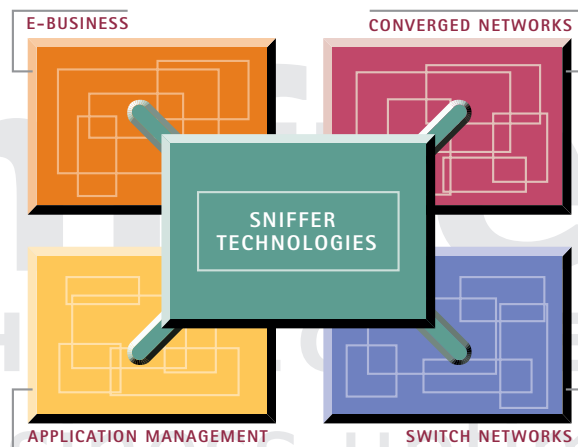 E-BUSINESS
CONVERGED NETWORKS
SNIFFER
TECHNOLOGIES
APPLICATION MANAGEMENT
SWITCH NETWORKS